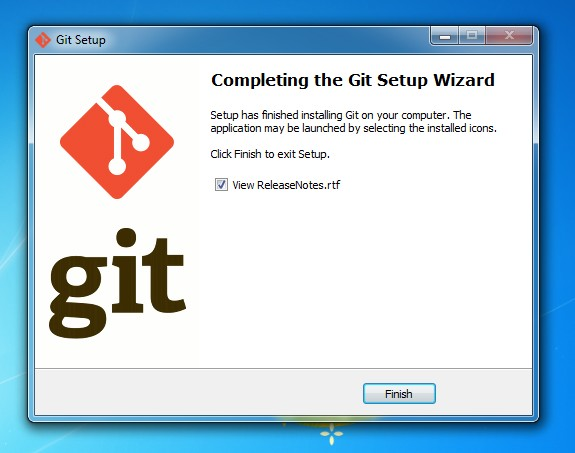 Git Setup
Completing the Git Setup Wizard
Setup has finished installing Git on your computer. The
application may be launched by selecting the installed icons.
Click Finish to exit Setup.
View ReleaseNotes.rtf
git
Finish